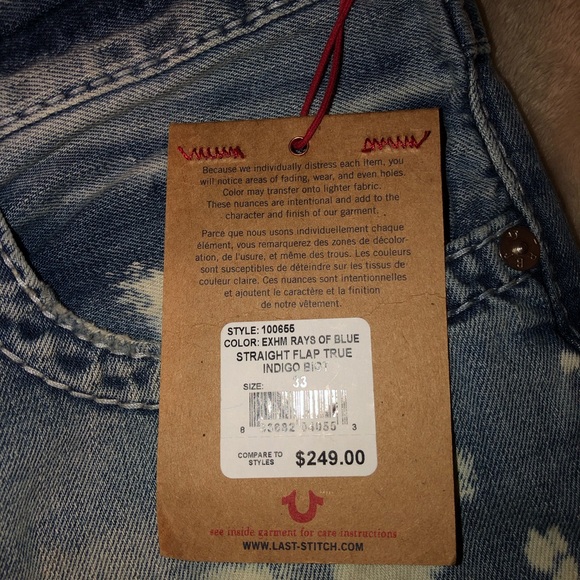 Because we individually distress each item, you
will notice areas of fading, wear, and even holes.
Color may transfer onto lighter fabric.
These nuances are intentional and add to the
character and finish of our garment.
Parce que nous usons individuellement chaque
élément, vous remarquerez des zones de décolor-
ation, de l'usure, et même des trous. Les couleurs
sont susceptibles de déteindre sur les tissus de
couleur claire. Ces nuances sont intentionnelles
et ajoutent le caractère et la finition
de notre vêtement.
STYLE: 100655
COLOR: EXHM RAYS OF BLUE
STRAIGHT FLAP TRUE
INDIGO
SIZE: 33
8 3
COMPARE TO
STYLES $249.00
see inside garment for care instructions
WWW.LAST-STITCH.COM